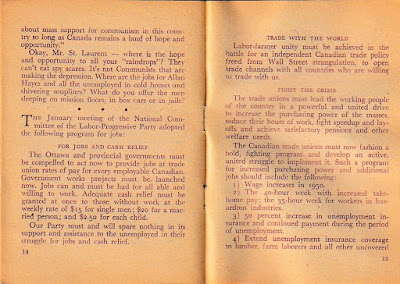 about mass support for communism in this coun-
try so long as Canada remains a land of hope and
opportunity."
Okay, Mr. St. Laurent — where is the hope
and opportunity to all your "raindrops"? They
can't can spy scares. It's not Communists that are
making the depression. Where are the jobs for Allan
Hayes and all the unemployed in cold homes and
shivering souplines? What do you offer the men
sleeping on mission floors, in box cars or in jails?
• • •
THE January meeting of the National Com-
mittee of the Labor-Progressive Party adopted
the following program for jobs:
FOR JOBS AND CASH RELIEF
The Ottawa and provincial governments must
be compelled to act now to provide jobs at trade
union rates of pay for every employable Canadian.
Government works projects must be launched
now. Jobs can and must be had for all able and
willing to work. Adequate cash relief must be
granted at once to those without work at the
weekly rate of $15 for single men; $20 for a mar-
ried person; and $2.50 for each child.
Our Party must and will spare nothing in its
support and assistance to the unemployed in their
struggle for jobs and cash relief.
14
TRADE WITH THE WORLD
Labor-farmer unity must be achieved in the
battle for an independent Canadian trade policy
freed from Wall Street strangulation, to open
trade channels with all countries who are willing
to trade with us.
FIGHT THE CRISIS
The trade unions must lead the working people
of the country in a powerful and united drive
to increase the purchasing power of the masses,
reduce their hours of work, fight speedup and lay-
offs and achieve satisfactory pensions and other
welfare needs.
The Canadian trade unions must now fashion a
bold, fighting program and develop an active,
united struggle to implement it. Such a program
for increased purchasing power and additional
jobs should include the following:
1) Wage increases in 1950.
2) The 40-hour week with increased take-
home pay; the 35-hour week for workers in haz-
ardous industries.
3) 50 percent increase in unemployment in-
surance and continued payment during the period
of unemployment.
4) Extend unemployment insurance coverage
to lumber, farm laborers and all other uncovered
15